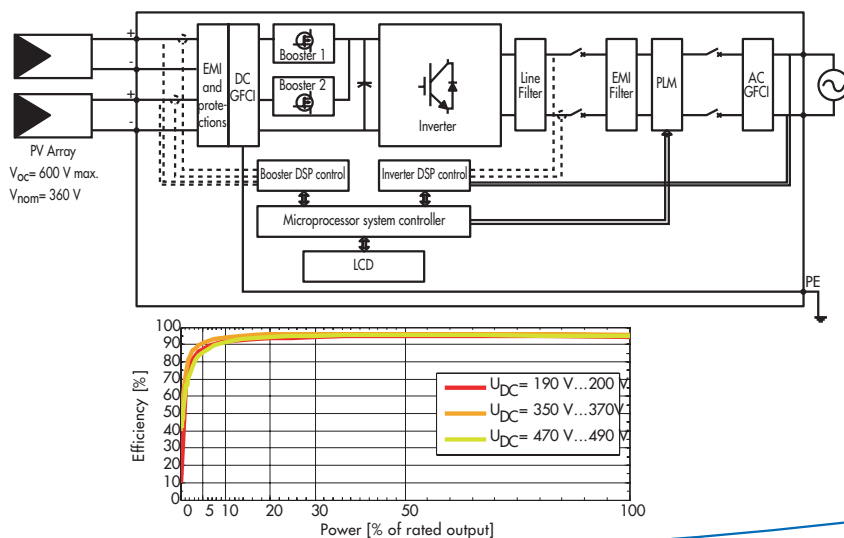 +
-
+
-
PV Array
Voc= 600 V max.
Vnom= 360 V
EMI
and
prote-
ctions
DC
GFCI
Booster 1
Booster 2
Inverter
Line
Filter
EMI
Filter
PLM
AC
GFCI
Booster DSP control
Inverter DSP control
Microprocessor system controller
LCD
PE
Efficiency [%]
100
90
80
70
60
50
40
30
20
10
0
UDC= 190 V...200 V
UDC= 350 V...370V
UDC= 470 V...490 V
0 5 10 20 30 50 100
Power [% of rated output]